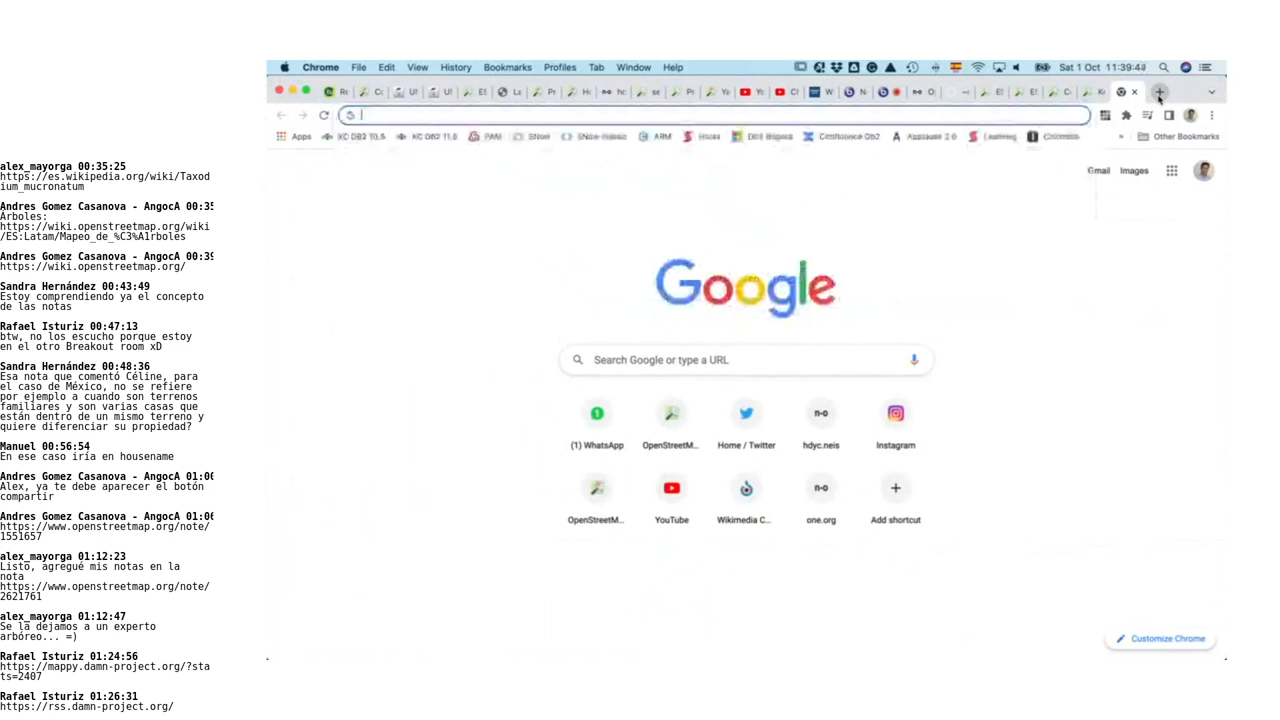 alex_mayorga 00:35:25
https://es.wikipedia.org/wiki/Taxod
ium_mucronatum
Andres Gomez Casanova - AngocA 00:35
Árboles:
https://wiki.openstreetmap.org/wiki
/ES:Latam/Mapeo_de_%C3%A1rboles
Andres Gomez Casanova - AngocA 00:39
https://wiki.openstreetmap.org/
Sandra Hernández 00:43:49
Estoy comprendiendo ya el concepto
de las notas
Rafael Isturiz 00:47:13
btw, no los escucho porque estoy
en el otro Breakout room xD
Sandra Hernández 00:48:36
Esa nota que comentó Céline, para
el caso de México, no se refiere
por ejemplo a cuando son terrenos
familiares y son varias casas que
están dentro de un mismo terreno y
quiere diferenciar su propiedad?
Manuel 00:56:54
En ese caso iría en housename
Andres Gomez Casanova - AngocA 01:06
Alex, ya te debe aparecer el botón
compartir
Andres Gomez Casanova - AngocA 01:06
https://www.openstreetmap.org/note/
1551657
alex_mayorga 01:12:23
Listo, agregué mis notas en la
nota
https://www.openstreetmap.org/note/
2621761
alex_mayorga 01:12:47
Se la dejamos a un experto
arbóreo... =)
Rafael Isturiz 01:24:56
https://mappy.damn-project.org/?sta
ts=2407
Rafael Isturiz 01:26:31
https://rss.damn-project.org/
Chrome File Edit View History Bookmarks Profiles Tab Window Help Sat 1 Oct 11:39:44
Apps ARM Other Bookmarks
Gmail Images
Google
Search Google or type a URL
(1) WhatsApp OpenStreetM... Home / Twitter hdyc.neis Instagram
OpenStreetM... YouTube Wikimedia C... one.org Add shortcut
Customize Chrome